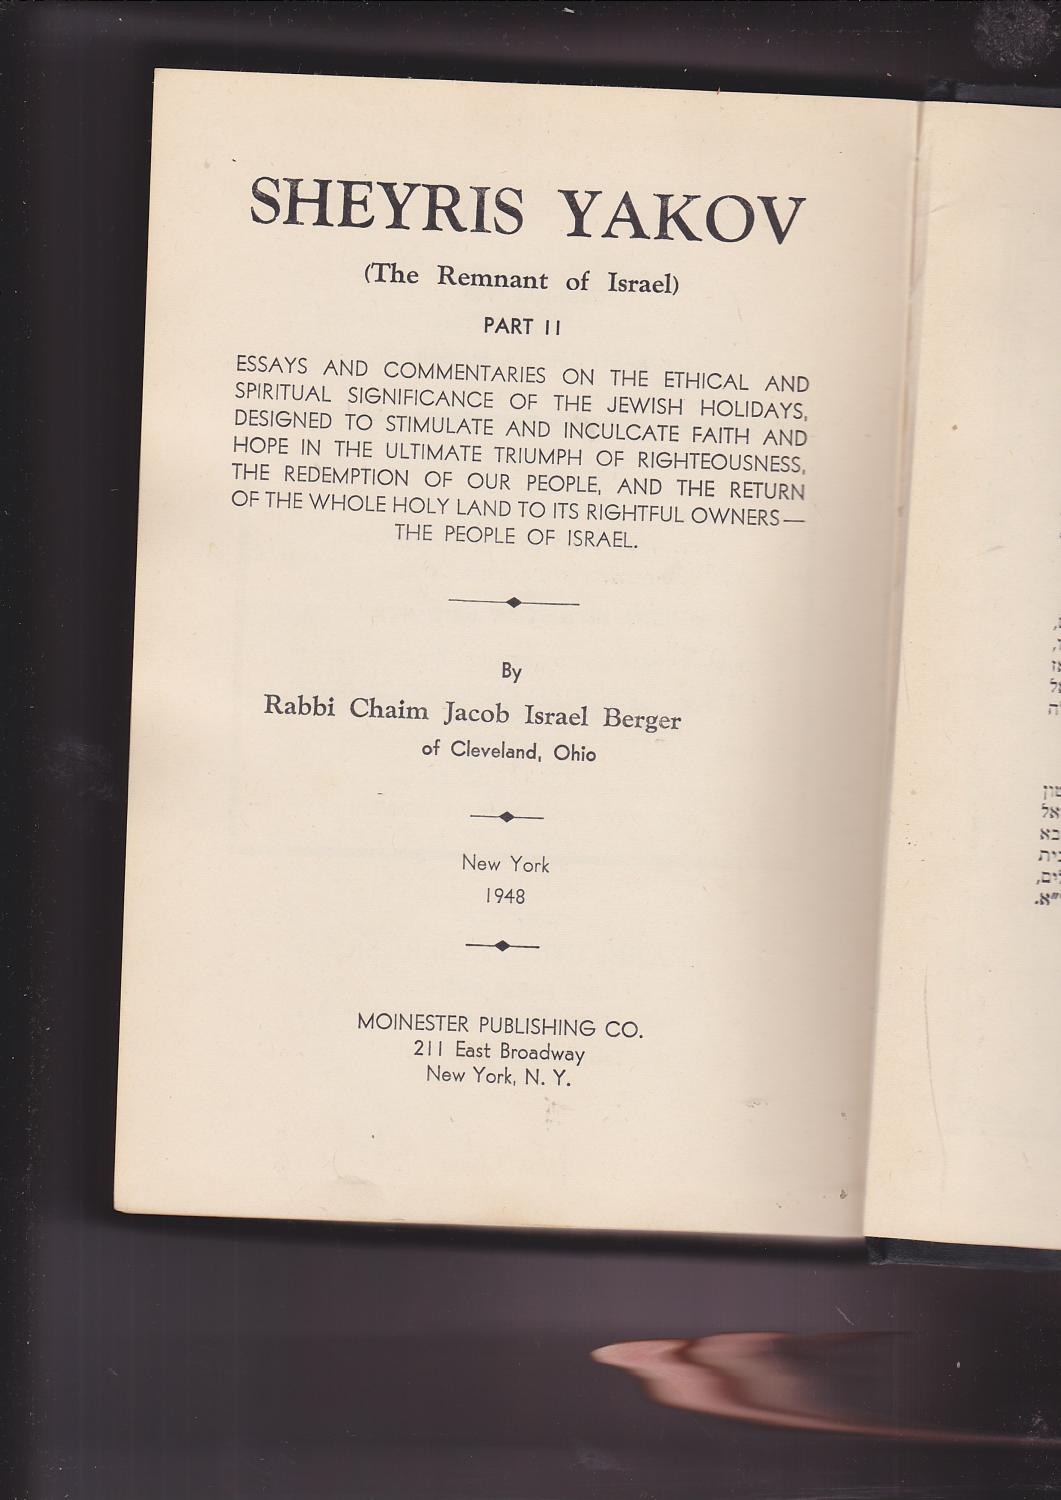 SHEYRIS YAKOV
(The Remnant of Israel)
PART II
ESSAYS AND COMMENTARIES ON THE ETHICAL AND
SPIRITUAL SIGNIFICANCE OF THE JEWISH HOLIDAYS,
DESIGNED TO STIMULATE AND INCULCATE FAITH AND
HOPE IN THE ULTIMATE TRIUMPH OF RIGHTEOUSNESS,
THE REDEMPTION OF OUR PEOPLE, AND THE RETURN
OF THE WHOLE HOLY LAND TO ITS RIGHTFUL OWNERS—
THE PEOPLE OF ISRAEL.
By
Rabbi Chaim Jacob Israel Berger
of Cleveland, Ohio
New York
1948
MOINESTER PUBLISHING CO.
211 East Broadway
New York, N. Y.